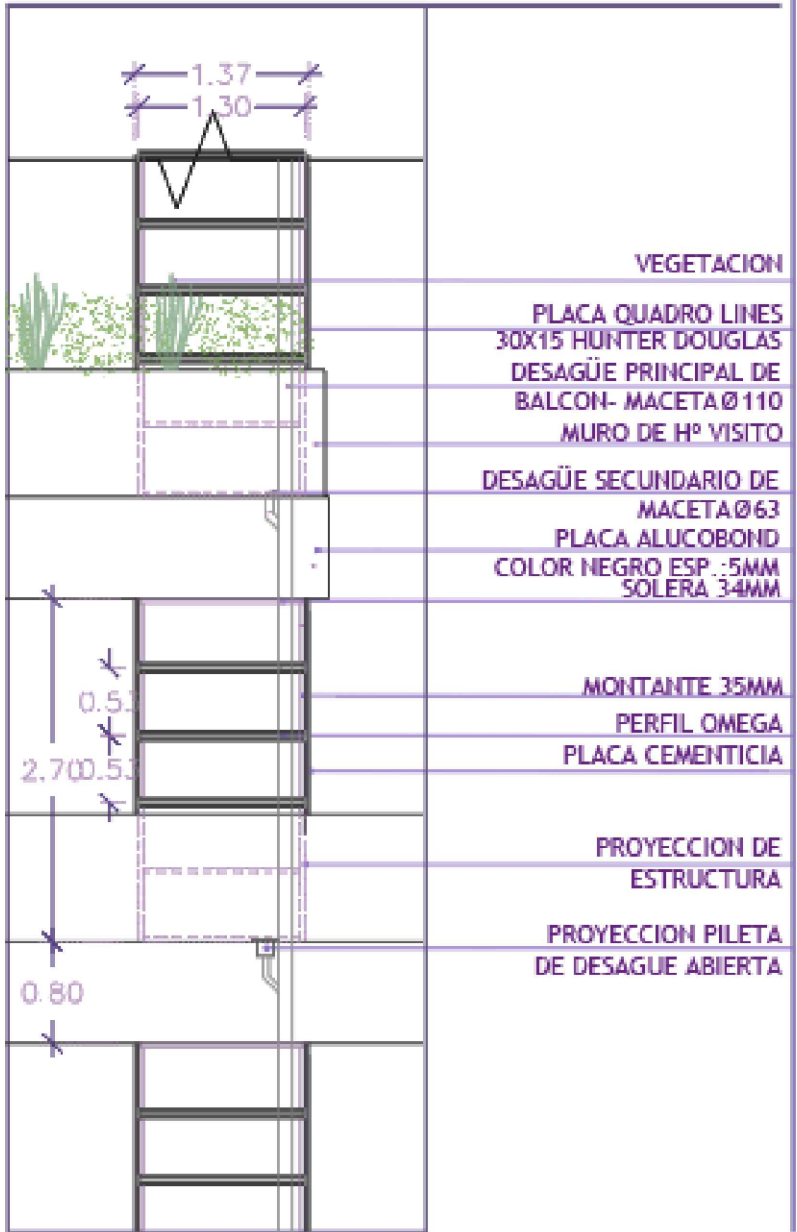 1.37
1.30
VEGETACION
PLACA QUADRO LINES
30X15 HUNTER DOUGLAS
DESAGÜE PRINCIPAL DE
BALCON- MACETAØ110
MURO DE Hº VISITO
DESAGÜE SECUNDARIO DE
MACETAØ63
PLACA ALUCOBOND
COLOR NEGRO ESP.:5MM
SOLERA 34MM
MONTANTE 35MM
PERFIL OMEGA
PLACA CEMENTICIA
2.70
PROYECCION DE
ESTRUCTURA
PROYECCION PILETA
DE DESAGUE ABIERTA
0.80